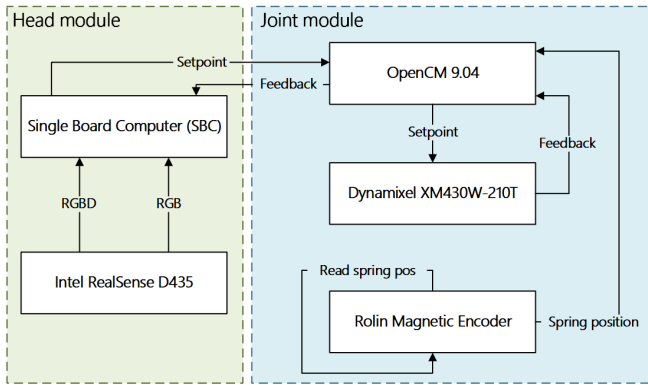 Head module
Joint module
Setpoint
OpenCM 9.04
Feedback
Single Board Computer (SBC)
Setpoint
Feedback
Dynamixel XM430W-210T
RGBD
RGB
Intel RealSense D435
Read spring pos
Rolin Magnetic Encoder
Spring position